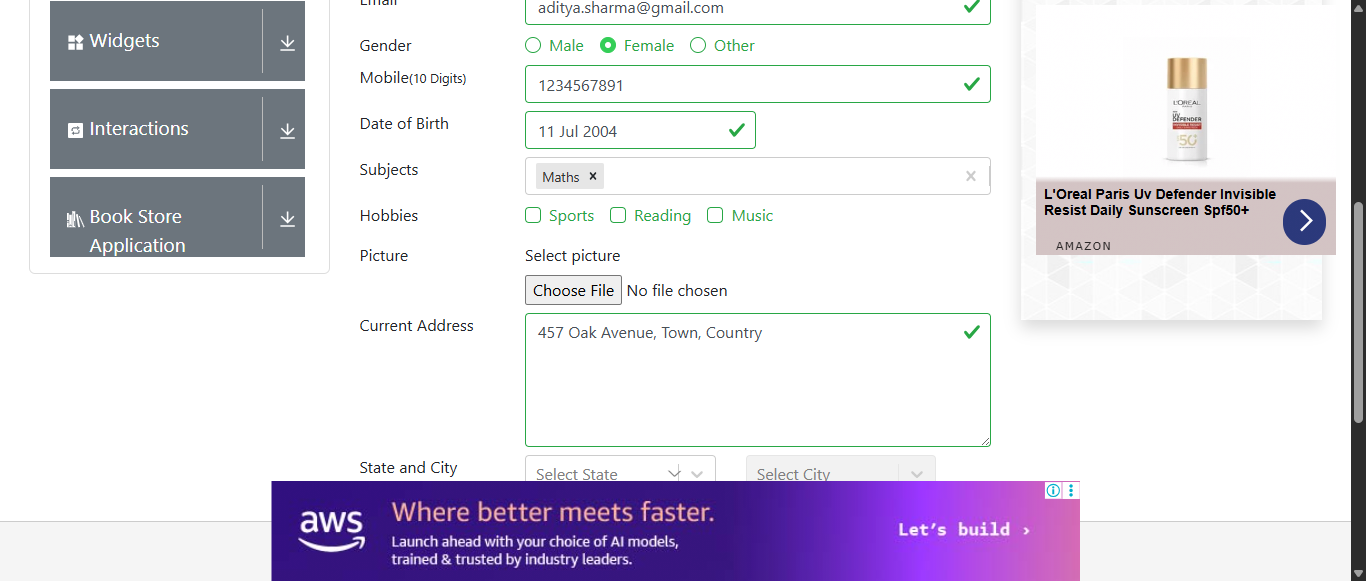 Widgets
Interactions
Book Store
Application
Email
aditya.sharma@gmail.com
Gender
Male Female Other
Mobile(10 Digits)
1234567891
Date of Birth
11 Jul 2004
Subjects
Maths ×
Hobbies
Sports Reading Music
Picture
Select picture
Choose File No file chosen
Current Address
457 Oak Avenue, Town, Country
State and City
Select State
Select City
L'ORÉAL
PARIS
UV
DEFENDER
50+
L'Oreal Paris Uv Defender Invisible
Resist Daily Sunscreen Spf50+
AMAZON
aws
Where better meets faster.
Launch ahead with your choice of AI models,
trained & trusted by industry leaders.
Let's build ›